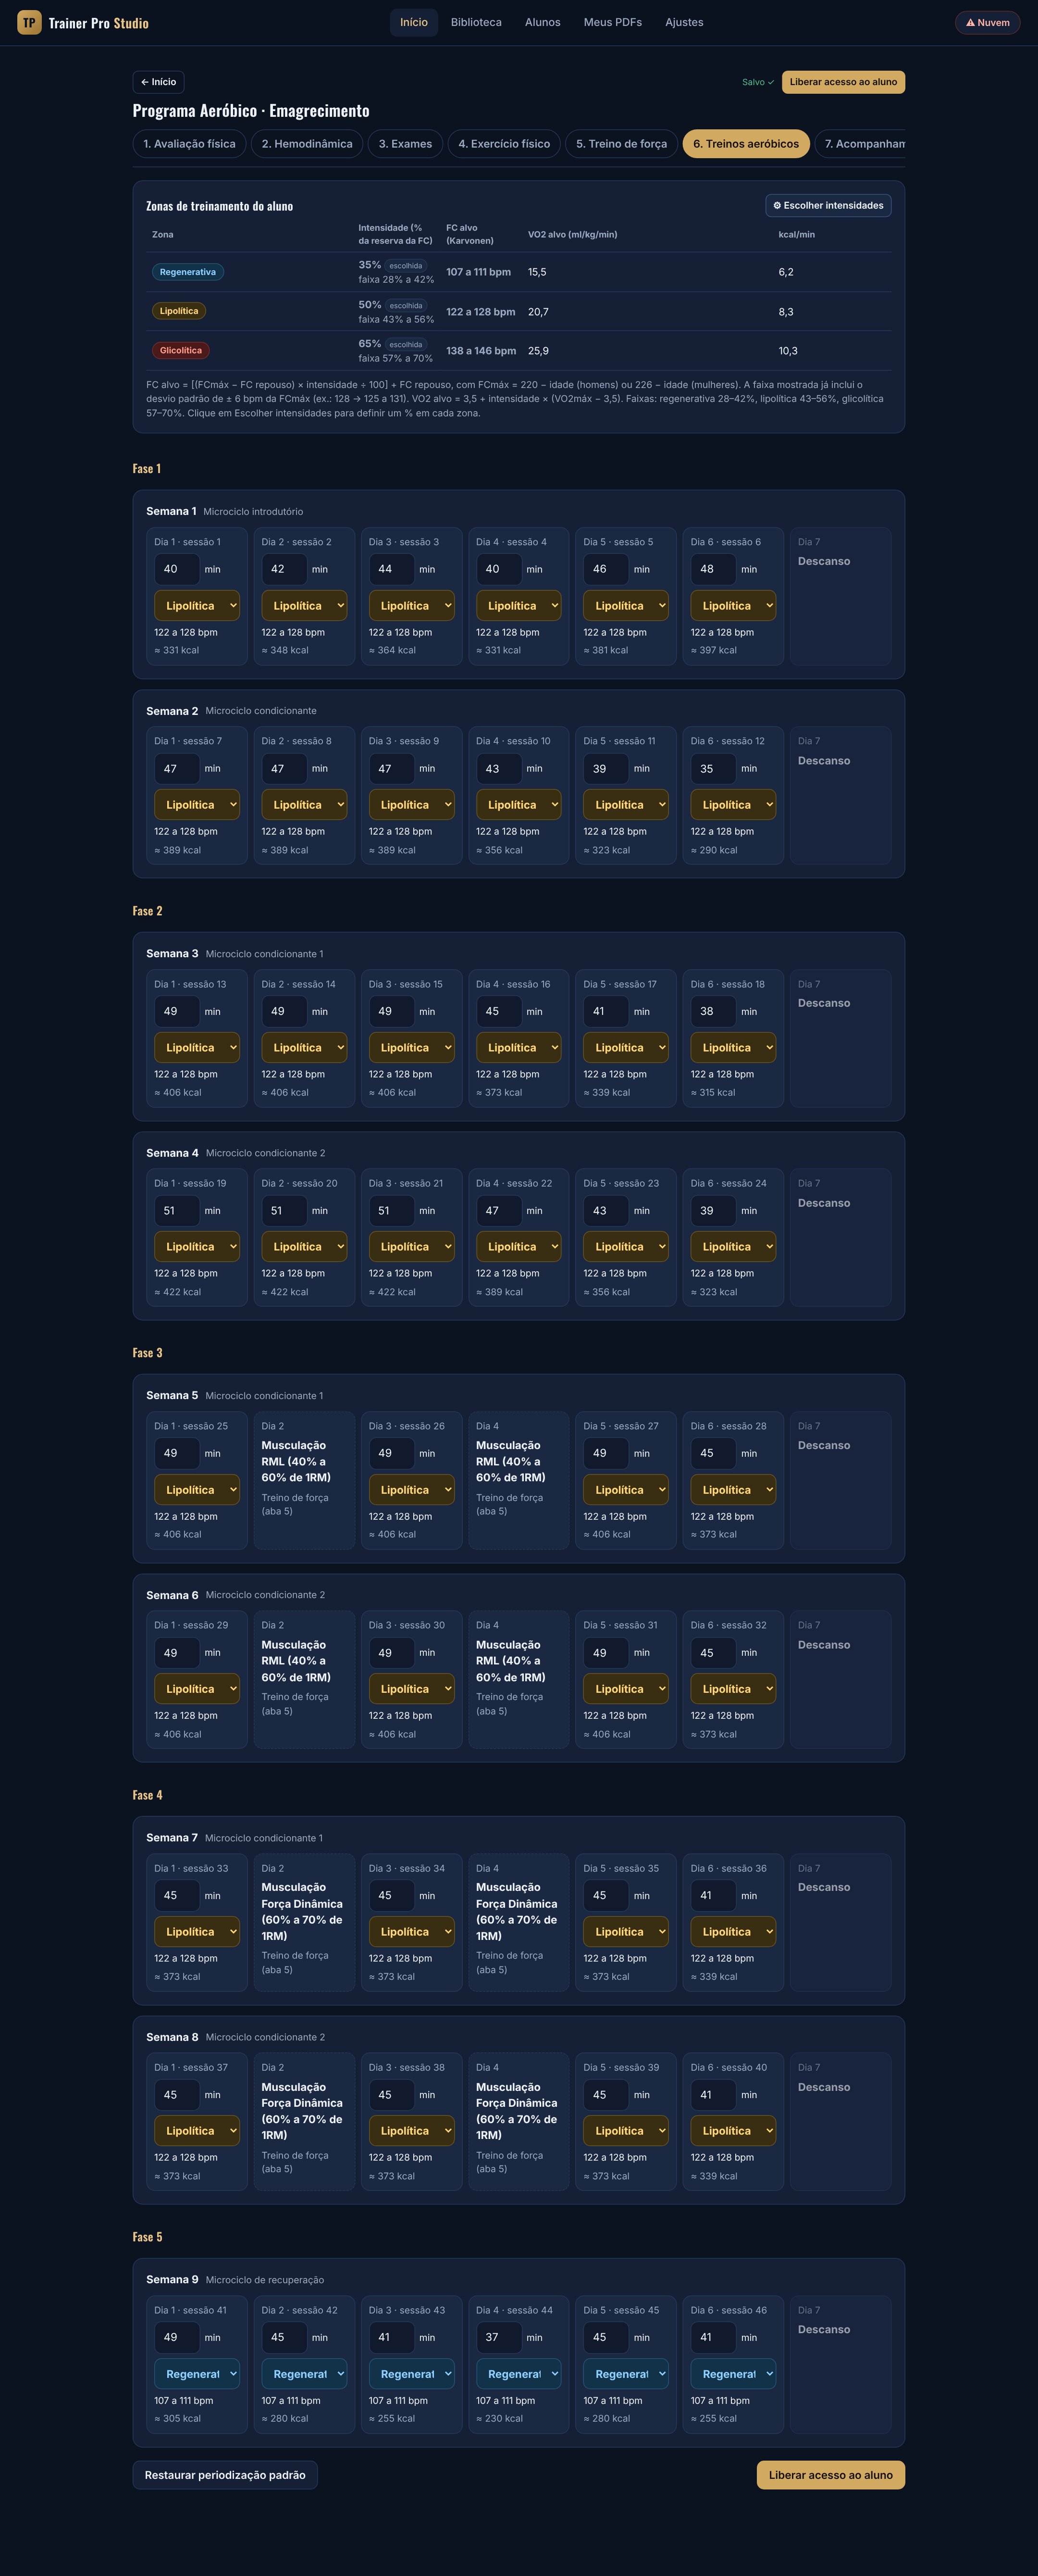 TP Trainer Pro Studio
Início Biblioteca Alunos Meus PDFs Ajustes
⚠ Nuvem
← Início
Salvo ✓ Liberar acesso ao aluno
Programa Aeróbico · Emagrecimento
1. Avaliação física 2. Hemodinâmica 3. Exames 4. Exercício físico 5. Treino de força 6. Treinos aeróbicos 7. Acompanham
Zonas de treinamento do aluno
⚙ Escolher intensidades
Zona Intensidade (% da reserva da FC) FC alvo (Karvonen) VO2 alvo (ml/kg/min) kcal/min
Regenerativa 35% escolhida faixa 28% a 42% 107 a 111 bpm 15,5 6,2
Lipolítica 50% escolhida faixa 43% a 56% 122 a 128 bpm 20,7 8,3
Glicolítica 65% escolhida faixa 57% a 70% 138 a 146 bpm 25,9 10,3
FC alvo = [(FCmáx − FC repouso) × intensidade ÷ 100] + FC repouso, com FCmáx = 220 − idade (homens) ou 226 − idade (mulheres). A faixa mostrada já inclui o
desvio padrão de ± 6 bpm da FCmáx (ex.: 128 → 125 a 131). VO2 alvo = 3,5 + intensidade × (VO2máx − 3,5). Faixas: regenerativa 28–42%, lipolítica 43–56%, glicolítica
57–70%. Clique em Escolher intensidades para definir um % em cada zona.
Fase 1
Semana 1 Microciclo introdutório
Dia 1 · sessão 1 Dia 2 · sessão 2 Dia 3 · sessão 3 Dia 4 · sessão 4 Dia 5 · sessão 5 Dia 6 · sessão 6 Dia 7
40 min 42 min 44 min 40 min 46 min 48 min Descanso
Lipolítica Lipolítica Lipolítica Lipolítica Lipolítica Lipolítica
122 a 128 bpm 122 a 128 bpm 122 a 128 bpm 122 a 128 bpm 122 a 128 bpm 122 a 128 bpm
≈ 331 kcal ≈ 348 kcal ≈ 364 kcal ≈ 331 kcal ≈ 381 kcal ≈ 397 kcal
Semana 2 Microciclo condicionante
Dia 1 · sessão 7 Dia 2 · sessão 8 Dia 3 · sessão 9 Dia 4 · sessão 10 Dia 5 · sessão 11 Dia 6 · sessão 12 Dia 7
47 min 47 min 47 min 43 min 39 min 35 min Descanso
Lipolítica Lipolítica Lipolítica Lipolítica Lipolítica Lipolítica
122 a 128 bpm 122 a 128 bpm 122 a 128 bpm 122 a 128 bpm 122 a 128 bpm 122 a 128 bpm
≈ 389 kcal ≈ 389 kcal ≈ 389 kcal ≈ 356 kcal ≈ 323 kcal ≈ 290 kcal
Fase 2
Semana 3 Microciclo condicionante 1
Dia 1 · sessão 13 Dia 2 · sessão 14 Dia 3 · sessão 15 Dia 4 · sessão 16 Dia 5 · sessão 17 Dia 6 · sessão 18 Dia 7
49 min 49 min 49 min 45 min 41 min 38 min Descanso
Lipolítica Lipolítica Lipolítica Lipolítica Lipolítica Lipolítica
122 a 128 bpm 122 a 128 bpm 122 a 128 bpm 122 a 128 bpm 122 a 128 bpm 122 a 128 bpm
≈ 406 kcal ≈ 406 kcal ≈ 406 kcal ≈ 373 kcal ≈ 339 kcal ≈ 315 kcal
Semana 4 Microciclo condicionante 2
Dia 1 · sessão 19 Dia 2 · sessão 20 Dia 3 · sessão 21 Dia 4 · sessão 22 Dia 5 · sessão 23 Dia 6 · sessão 24 Dia 7
51 min 51 min 51 min 47 min 43 min 39 min Descanso
Lipolítica Lipolítica Lipolítica Lipolítica Lipolítica Lipolítica
122 a 128 bpm 122 a 128 bpm 122 a 128 bpm 122 a 128 bpm 122 a 128 bpm 122 a 128 bpm
≈ 422 kcal ≈ 422 kcal ≈ 422 kcal ≈ 389 kcal ≈ 356 kcal ≈ 323 kcal
Fase 3
Semana 5 Microciclo condicionante 1
Dia 1 · sessão 25
49 min
Lipolítica
122 a 128 bpm
≈ 406 kcal
Dia 2
Musculação
RML (40% a
60% de 1RM)
Treino de força
(aba 5)
Dia 3 · sessão 26
49 min
Lipolítica
122 a 128 bpm
≈ 406 kcal
Dia 4
Musculação
RML (40% a
60% de 1RM)
Treino de força
(aba 5)
Dia 5 · sessão 27
49 min
Lipolítica
122 a 128 bpm
≈ 406 kcal
Dia 6 · sessão 28
45 min
Lipolítica
122 a 128 bpm
≈ 373 kcal
Dia 7
Descanso
Semana 6 Microciclo condicionante 2
Dia 1 · sessão 29
49 min
Lipolítica
122 a 128 bpm
≈ 406 kcal
Dia 2
Musculação
RML (40% a
60% de 1RM)
Treino de força
(aba 5)
Dia 3 · sessão 30
49 min
Lipolítica
122 a 128 bpm
≈ 406 kcal
Dia 4
Musculação
RML (40% a
60% de 1RM)
Treino de força
(aba 5)
Dia 5 · sessão 31
49 min
Lipolítica
122 a 128 bpm
≈ 406 kcal
Dia 6 · sessão 32
45 min
Lipolítica
122 a 128 bpm
≈ 373 kcal
Dia 7
Descanso
Fase 4
Semana 7 Microciclo condicionante 1
Dia 1 · sessão 33
45 min
Lipolítica
122 a 128 bpm
≈ 373 kcal
Dia 2
Musculação
Força Dinâmica
(60% a 70% de
1RM)
Treino de força
(aba 5)
Dia 3 · sessão 34
45 min
Lipolítica
122 a 128 bpm
≈ 373 kcal
Dia 4
Musculação
Força Dinâmica
(60% a 70% de
1RM)
Treino de força
(aba 5)
Dia 5 · sessão 35
45 min
Lipolítica
122 a 128 bpm
≈ 373 kcal
Dia 6 · sessão 36
41 min
Lipolítica
122 a 128 bpm
≈ 339 kcal
Dia 7
Descanso
Semana 8 Microciclo condicionante 2
Dia 1 · sessão 37
45 min
Lipolítica
122 a 128 bpm
≈ 373 kcal
Dia 2
Musculação
Força Dinâmica
(60% a 70% de
1RM)
Treino de força
(aba 5)
Dia 3 · sessão 38
45 min
Lipolítica
122 a 128 bpm
≈ 373 kcal
Dia 4
Musculação
Força Dinâmica
(60% a 70% de
1RM)
Treino de força
(aba 5)
Dia 5 · sessão 39
45 min
Lipolítica
122 a 128 bpm
≈ 373 kcal
Dia 6 · sessão 40
41 min
Lipolítica
122 a 128 bpm
≈ 339 kcal
Dia 7
Descanso
Fase 5
Semana 9 Microciclo de recuperação
Dia 1 · sessão 41 Dia 2 · sessão 42 Dia 3 · sessão 43 Dia 4 · sessão 44 Dia 5 · sessão 45 Dia 6 · sessão 46 Dia 7
49 min 45 min 41 min 37 min 45 min 41 min Descanso
Regenerat Regenerat Regenerat Regenerat Regenerat Regenerat
107 a 111 bpm 107 a 111 bpm 107 a 111 bpm 107 a 111 bpm 107 a 111 bpm 107 a 111 bpm
≈ 305 kcal ≈ 280 kcal ≈ 255 kcal ≈ 230 kcal ≈ 280 kcal ≈ 255 kcal
Restaurar periodização padrão Liberar acesso ao aluno